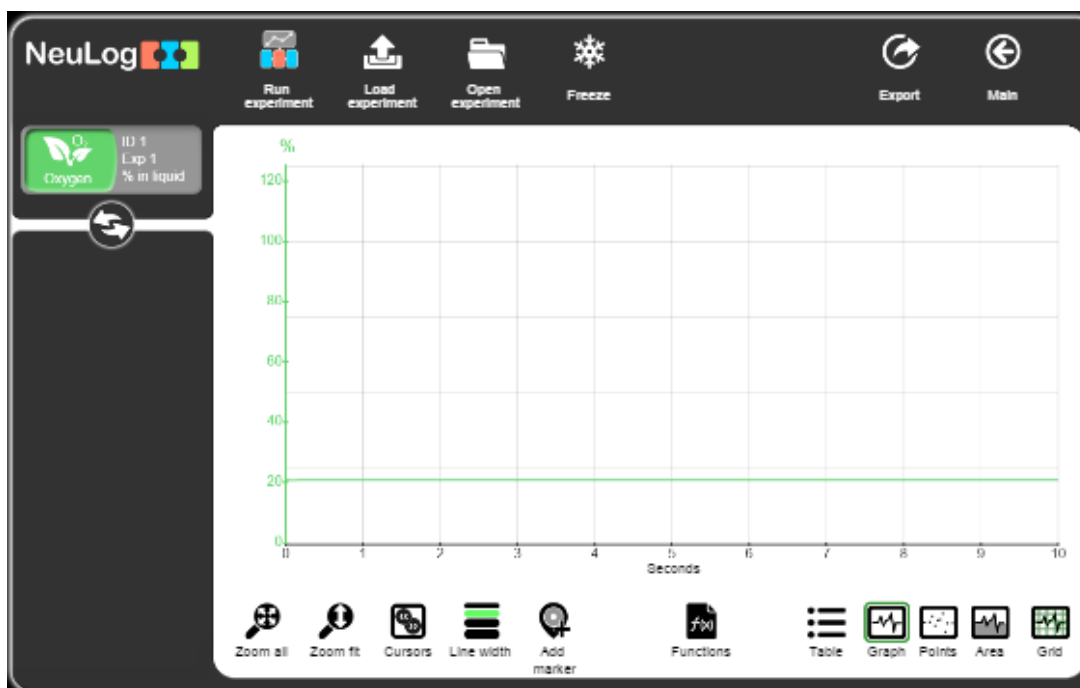 NeuLog
Run
experiment
Load
experiment
Open
experiment
Freeze
Export
Main
O₂
Oxygen
ID 1
Exp 1
% in liquid
%
120
100
80
60
40
20
0
0 1 2 3 4 5 6 7 8 9 10
Seconds
Zoom all
Zoom fit
Cursors
Line width
Add
marker
f(x)
Functions
Table
Graph
Points
Area
Grid